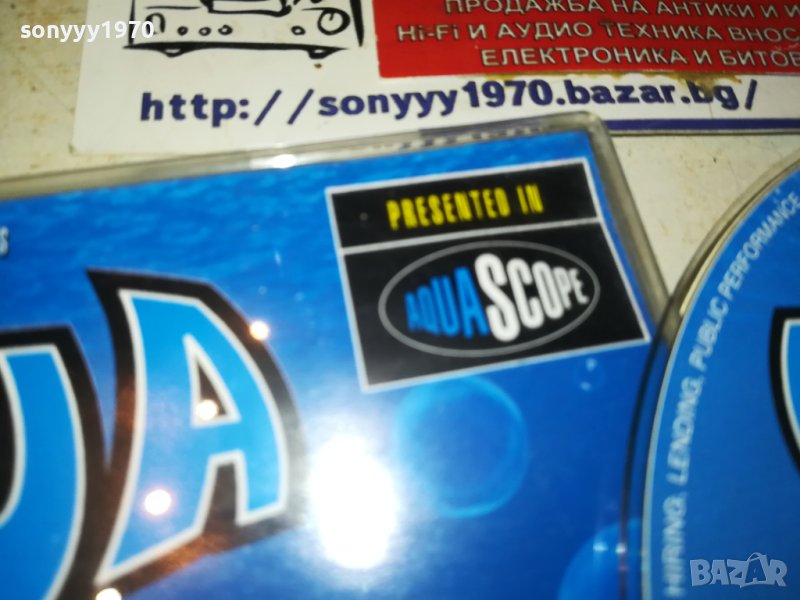 sonyyy1970
ПРОДАЖБА НА АНТИКИ И И
Hi-Fi И АУДИО ТЕХНИКА ВНОС
ЕЛЕКТРОНИКА И БИТОВ
http://sonyyy1970.bazar.bg/
S
PRESENTED IN
AQUASCOPE
UA
HIRING, LENDING, PUBLIC PERFORMANCE
BAZAR